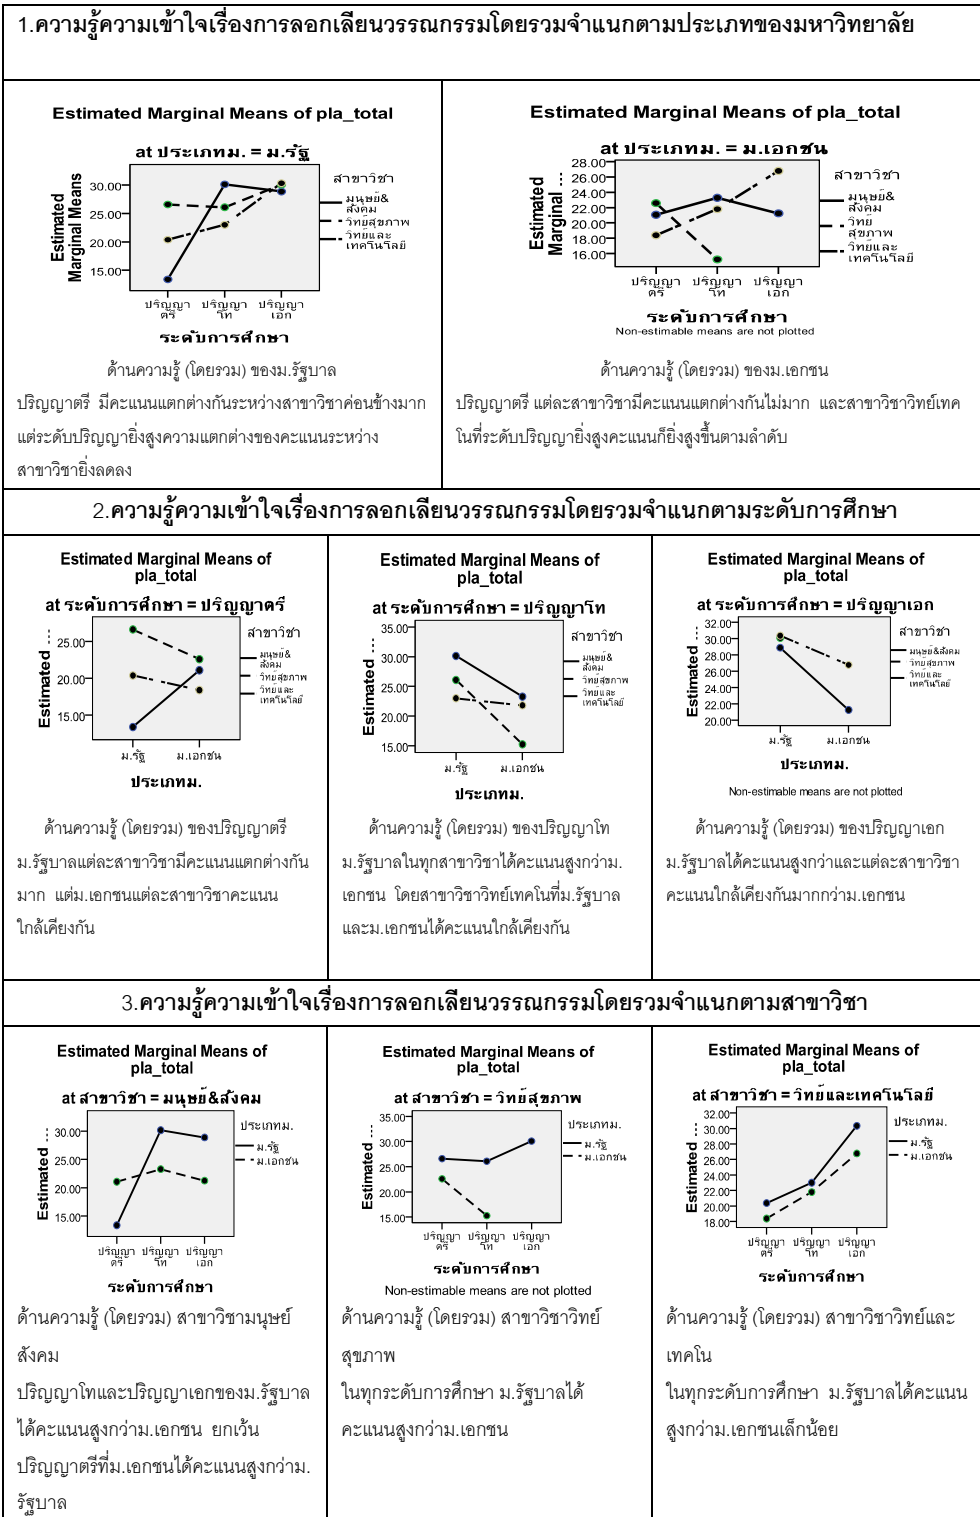 1.ความรู้ความเข้าใจเรื่องการลอกเลียนวรรณกรรมโดยรวมจำแนกตามประเภทของมหาวิทยาลัย
Estimated Marginal Means of pla_total
at ประเภทม. = ม.รัฐ
Estimated
Marginal Means
30.00
25.00
20.00
15.00
ปริญญา
ตรี
ปริญญา
โท
ปริญญา
เอก
ระดับการศึกษา
สาขาวิชา
มนุษย์&
สังคม
วิทย์สุขภาพ
วิทย์และ
เทคโนโลยี
ด้านความรู้ (โดยรวม) ของม.รัฐบาล
ปริญญาตรี มีคะแนนแตกต่างกันระหว่างสาขาวิชาค่อนข้างมาก
แต่ระดับปริญญายิ่งสูงความแตกต่างของคะแนนระหว่าง
สาขาวิชายิ่งลดลง
Estimated Marginal Means of pla_total
at ประเภทม. = ม.เอกชน
Estimated
Marginal ...
28.00
26.00
24.00
22.00
20.00
18.00
16.00
ปริญญา
ตรี
ปริญญา
โท
ปริญญา
เอก
ระดับการศึกษา
Non-estimable means are not plotted
สาขาวิชา
มนุษย์&
สังคม
วิทย์
สุขภาพ
วิทย์และ
เทคโนโลยี
ด้านความรู้ (โดยรวม) ของม.เอกชน
ปริญญาตรี แต่ละสาขาวิชามีคะแนนแตกต่างกันไม่มาก และสาขาวิชาวิทย์เทค
โนที่ระดับปริญญายิ่งสูงคะแนนก็ยิ่งสูงขึ้นตามลำดับ
2.ความรู้ความเข้าใจเรื่องการลอกเลียนวรรณกรรมโดยรวมจำแนกตามระดับการศึกษา
Estimated Marginal Means of
pla_total
at ระดับการศึกษา = ปริญญาตรี
Estimated ...
25.00
20.00
15.00
ม.รัฐ
ม.เอกชน
ประเภทม.
สาขาวิชา
มนุษย์&
สังคม
วิทย์สุขภาพ
วิทย์และ
เทคโนโลยี
ด้านความรู้ (โดยรวม) ของปริญญาตรี
ม.รัฐบาลแต่ละสาขาวิชามีคะแนนแตกต่างกัน
มาก แต่ม.เอกชนแต่ละสาขาวิชาคะแนน
ใกล้เคียงกัน
Estimated Marginal Means of
pla_total
at ระดับการศึกษา = ปริญญาโท
Estimated ...
35.00
30.00
25.00
20.00
15.00
ม.รัฐ
ม.เอกชน
ประเภทม.
สาขาวิชา
มนุษย์&
สังคม
วิทย์สุขภาพ
วิทย์และ
เทคโนโลยี
ด้านความรู้ (โดยรวม) ของปริญญาโท
ม.รัฐบาลในทุกสาขาวิชาได้คะแนนสูงกว่าม.
เอกชน โดยสาขาวิชาวิทย์เทคโนที่ม.รัฐบาล
และม.เอกชนได้คะแนนใกล้เคียงกัน
Estimated Marginal Means of
pla_total
at ระดับการศึกษา = ปริญญาเอก
Estimated ...
32.00
30.00
28.00
26.00
24.00
22.00
20.00
ม.รัฐ
ม.เอกชน
ประเภทม.
Non-estimable means are not plotted
สาขาวิชา
มนุษย์&สังคม
วิทย์สุขภาพ
วิทย์และ
เทคโนโลยี
ด้านความรู้ (โดยรวม) ของปริญญาเอก
ม.รัฐบาลได้คะแนนสูงกว่าและแต่ละสาขาวิชา
คะแนนใกล้เคียงกันมากกว่าม.เอกชน
3.ความรู้ความเข้าใจเรื่องการลอกเลียนวรรณกรรมโดยรวมจำแนกตามสาขาวิชา
Estimated Marginal Means of
pla_total
at สาขาวิชา = มนุษย์&สังคม
Estimated ...
30.00
25.00
20.00
15.00
ปริญญา
ตรี
ปริญญา
โท
ปริญญา
เอก
ระดับการศึกษา
ประเภทม.
ม.รัฐ
ม.เอกชน
ด้านความรู้ (โดยรวม) สาขาวิชามนุษย์
สังคม
ปริญญาโทและปริญญาเอกของม.รัฐบาล
ได้คะแนนสูงกว่าม.เอกชน ยกเว้น
ปริญญาตรีที่ม.เอกชนได้คะแนนสูงกว่าม.
รัฐบาล
Estimated Marginal Means of
pla_total
at สาขาวิชา = วิทย์สุขภาพ
Estimated ...
35.00
30.00
25.00
20.00
15.00
ปริญญา
ตรี
ปริญญา
โท
ปริญญา
เอก
ระดับการศึกษา
Non-estimable means are not plotted
ประเภทม.
ม.รัฐ
ม.เอกชน
ด้านความรู้ (โดยรวม) สาขาวิชาวิทย์
สุขภาพ
ในทุกระดับการศึกษา ม.รัฐบาลได้
คะแนนสูงกว่าม.เอกชน
Estimated Marginal Means of
pla_total
at สาขาวิชา = วิทย์และเทคโนโลยี
Estimated ...
32.00
30.00
28.00
26.00
24.00
22.00
20.00
18.00
ปริญญา
ตรี
ปริญญา
โท
ปริญญา
เอก
ระดับการศึกษา
ประเภทม.
ม.รัฐ
ม.เอกชน
ด้านความรู้ (โดยรวม) สาขาวิชาวิทย์และ
เทคโน
ในทุกระดับการศึกษา ม.รัฐบาลได้คะแนน
สูงกว่าม.เอกชนเล็กน้อย